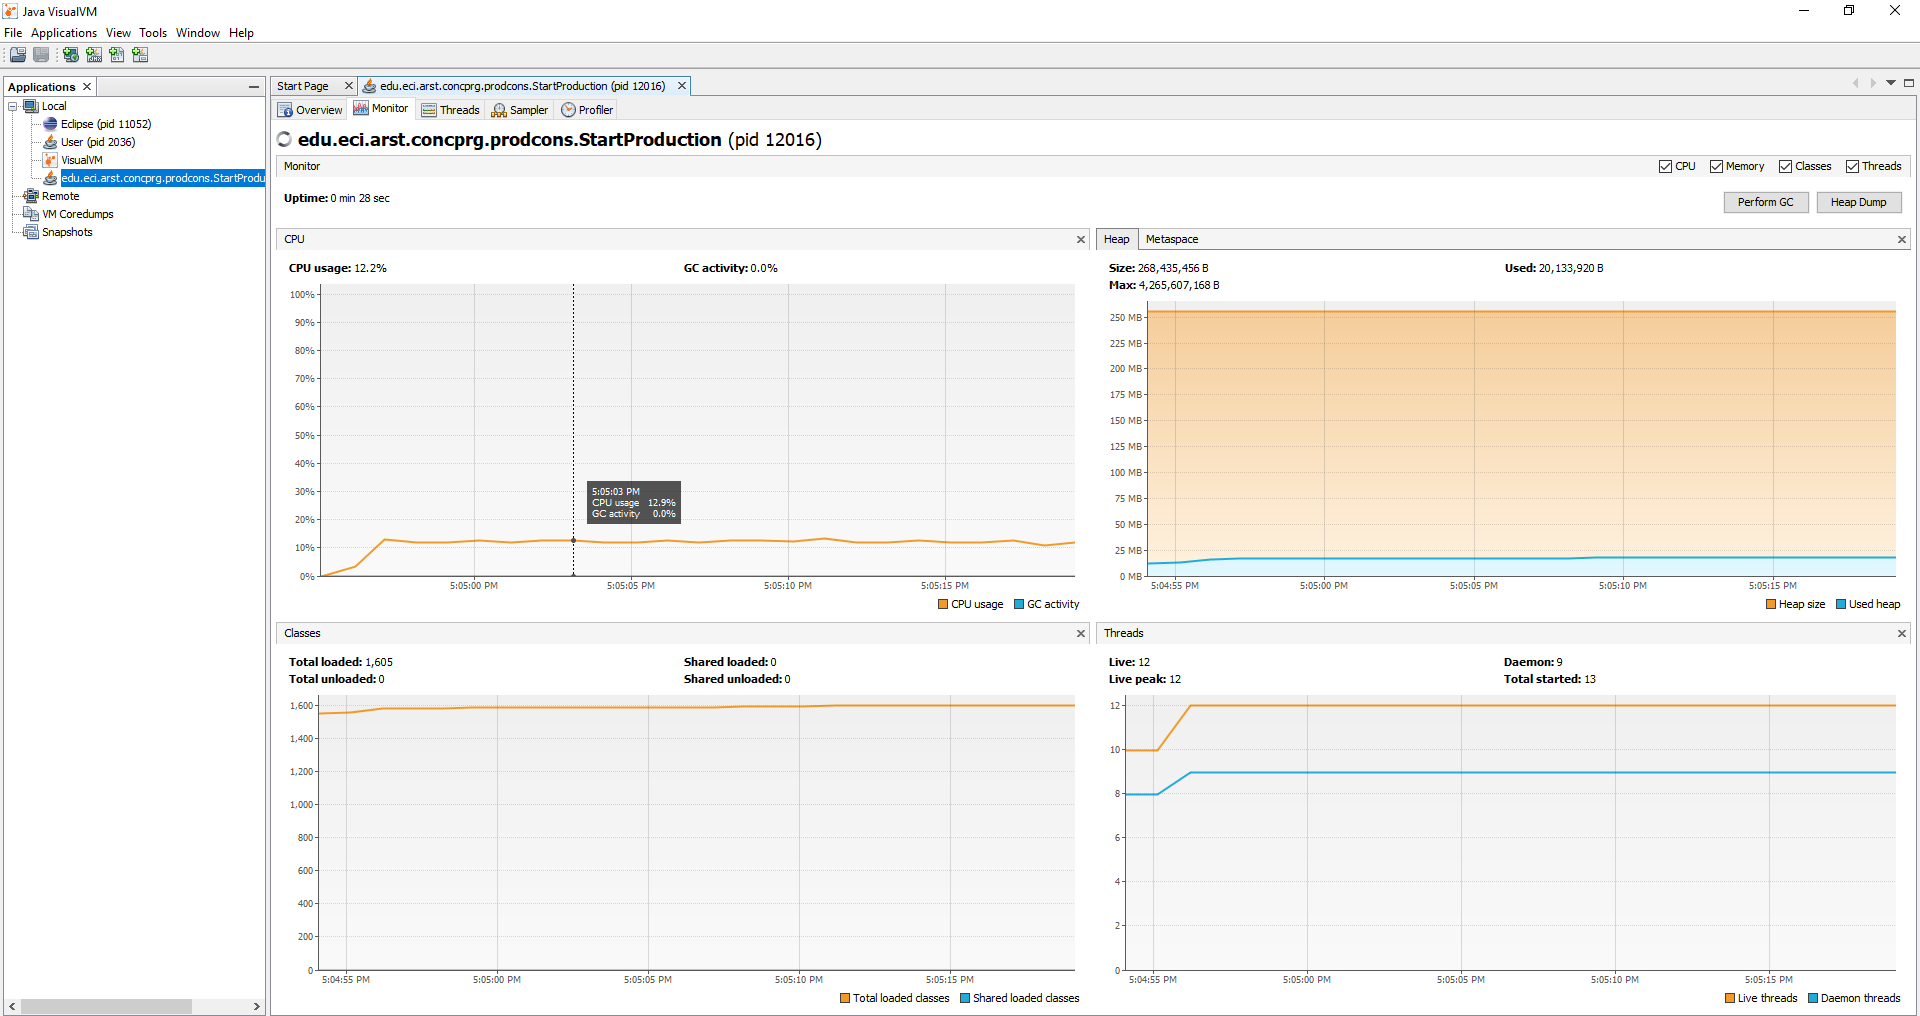 Java VisualVM
File Applications View Tools Window Help
Applications
Local
Eclipse (pid 11052)
User (pid 2036)
VisualVM
edu.eci.arst.concprg.prodcons.StartProdu
Remote
VM Coredumps
Snapshots
Start Page
edu.eci.arst.concprg.prodcons.StartProduction (pid 12016)
Overview Monitor Threads Sampler Profiler
edu.eci.arst.concprg.prodcons.StartProduction (pid 12016)
Monitor
CPU Memory Classes Threads
Uptime: 0 min 28 sec
Perform GC Heap Dump
CPU
CPU usage: 12.2% GC activity: 0.0%
100%
90%
80%
70%
60%
50%
40%
30%
20%
10%
0%
5:05:03 PM
CPU usage 12.9%
GC activity 0.0%
5:05:00 PM 5:05:05 PM 5:05:10 PM 5:05:15 PM
CPU usage GC activity
Heap Metaspace
Size: 268,435,456 B Used: 20,133,920 B
Max: 4,265,607,168 B
250 MB
225 MB
200 MB
175 MB
150 MB
125 MB
100 MB
75 MB
50 MB
25 MB
0 MB
5:04:55 PM 5:05:00 PM 5:05:05 PM 5:05:10 PM 5:05:15 PM
Heap size Used heap
Classes
Total loaded: 1,605 Shared loaded: 0
Total unloaded: 0 Shared unloaded: 0
1,600
1,400
1,200
1,000
800
600
400
200
0
5:04:55 PM 5:05:00 PM 5:05:05 PM 5:05:10 PM 5:05:15 PM
Total loaded classes Shared loaded classes
Threads
Live: 12 Daemon: 9
Live peak: 12 Total started: 13
12
10
8
6
4
2
0
5:04:55 PM 5:05:00 PM 5:05:05 PM 5:05:10 PM 5:05:15 PM
Live threads Daemon threads